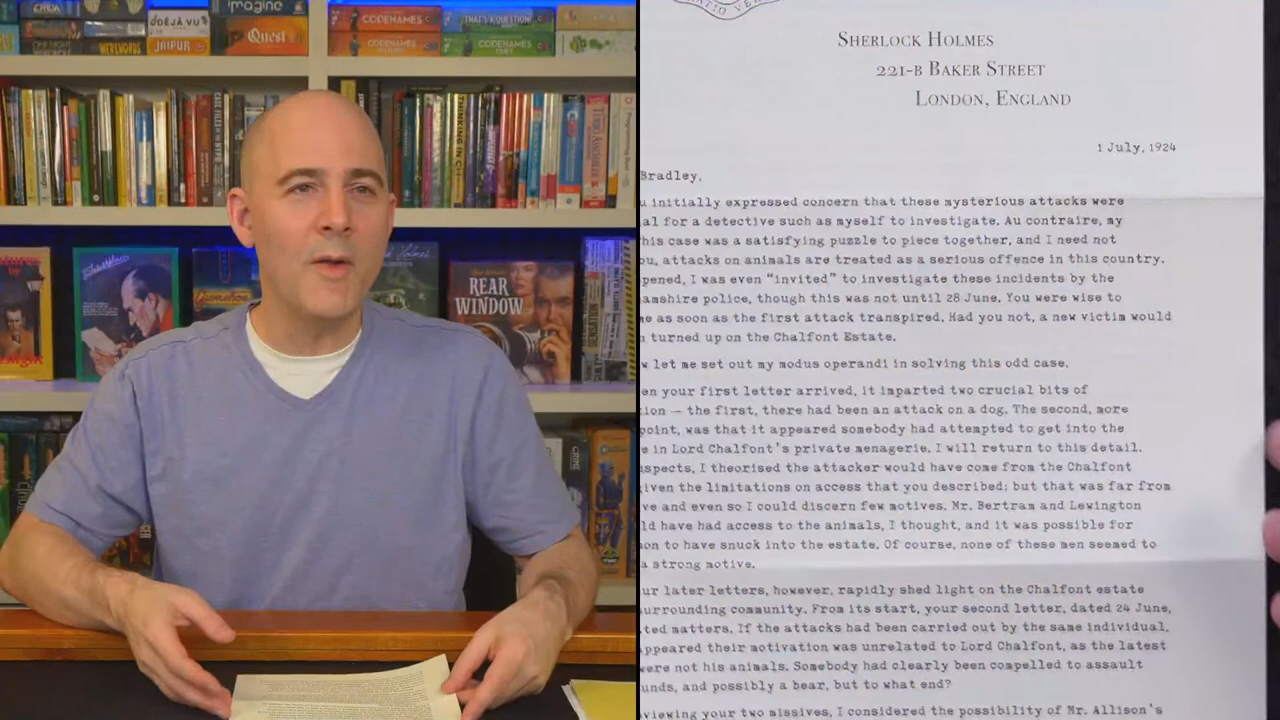 CODENAMES
THAT'S A QUESTION
CODENAMES
CODENAMES
DÉJÀ VU
JAIPUR
WEREWORDS
imagine
Quest
REAR
WINDOW
SHERLOCK HOLMES
221-B BAKER STREET
LONDON, ENGLAND
1 July, 1924
Bradley,
u initially expressed concern that these mysterious attacks were
al for a detective such as myself to investigate. Au contraire, my
his case was a satisfying puzzle to piece together, and I need not
ou, attacks on animals are treated as a serious offence in this country.
pened, I was even “invited” to investigate these incidents by the
amshire police, though this was not until 28 June. You were wise to
e as soon as the first attack transpired. Had you not, a new victim would
turned up on the Chalfont Estate.
w let me set out my modus operandi in solving this odd case.
en your first letter arrived, it imparted two crucial bits of
ion — the first, there had been an attack on a dog. The second, more
point, was that it appeared somebody had attempted to get into the
e in Lord Chalfont's private menagerie. I will return to this detail.
uspects, I theorised the attacker would have come from the Chalfont
given the limitations on access that you described; but that was far from
ve and even so I could discern few motives. Mr. Bertram and Lewington
ld have had access to the animals, I thought, and it was possible for
on to have snuck into the estate. Of course, none of these men seemed to
a strong motive.
ur later letters, however, rapidly shed light on the Chalfont estate
urrounding community. From its start, your second letter, dated 24 June,
ted matters. If the attacks had been carried out by the same individual,
ppeared their motivation was unrelated to Lord Chalfont, as the latest
were not his animals. Somebody had clearly been compelled to assault
unds, and possibly a bear, but to what end?
viewing your two missives, I considered the possibility of Mr. Allison's